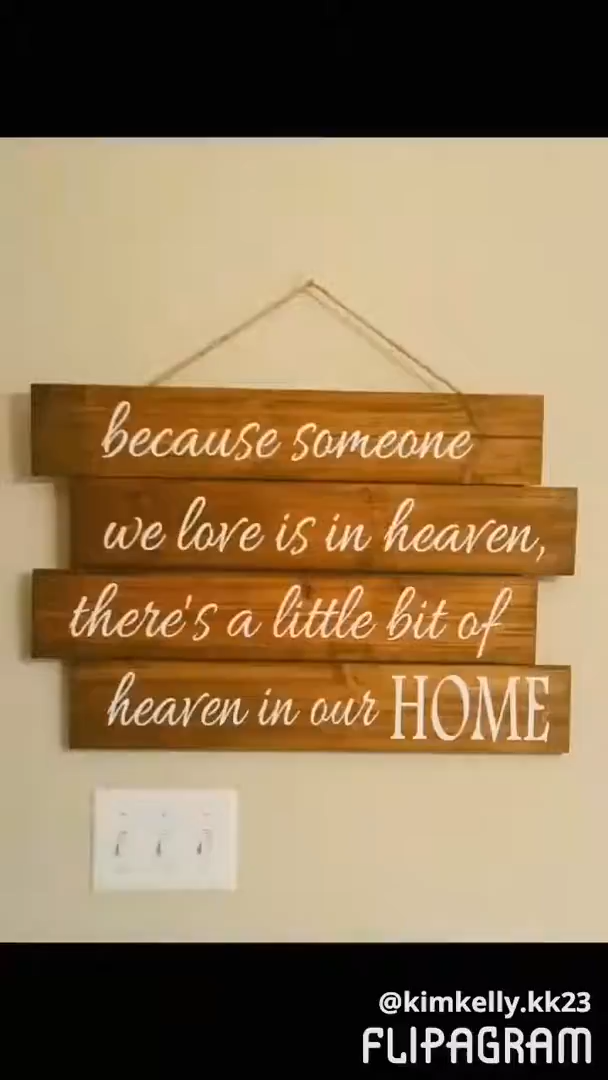 because someone
we love is in heaven,
there's a little bit of
heaven in our HOME
@kimkelly.kk23
FLIPAGRAM